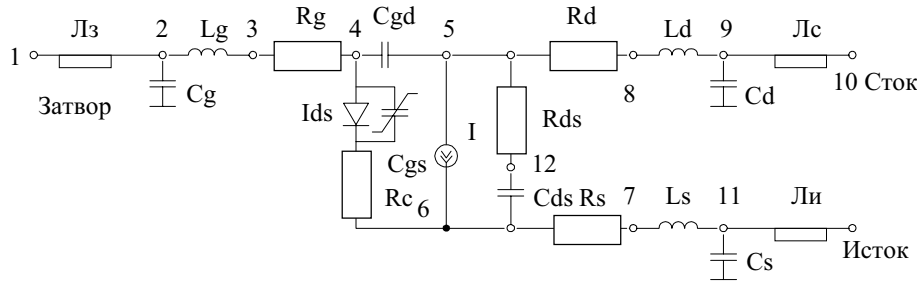 Лз
2
Lg
3
Rg
4
Cgd
5
Rd
Ld
9
Лс
1
Cg
Затвор
Ids
Cgs
I
Rds
8
Cd
10 Сток
12
Rc
6
Cds
Rs
7
Ls
11
Ли
Cs
Исток